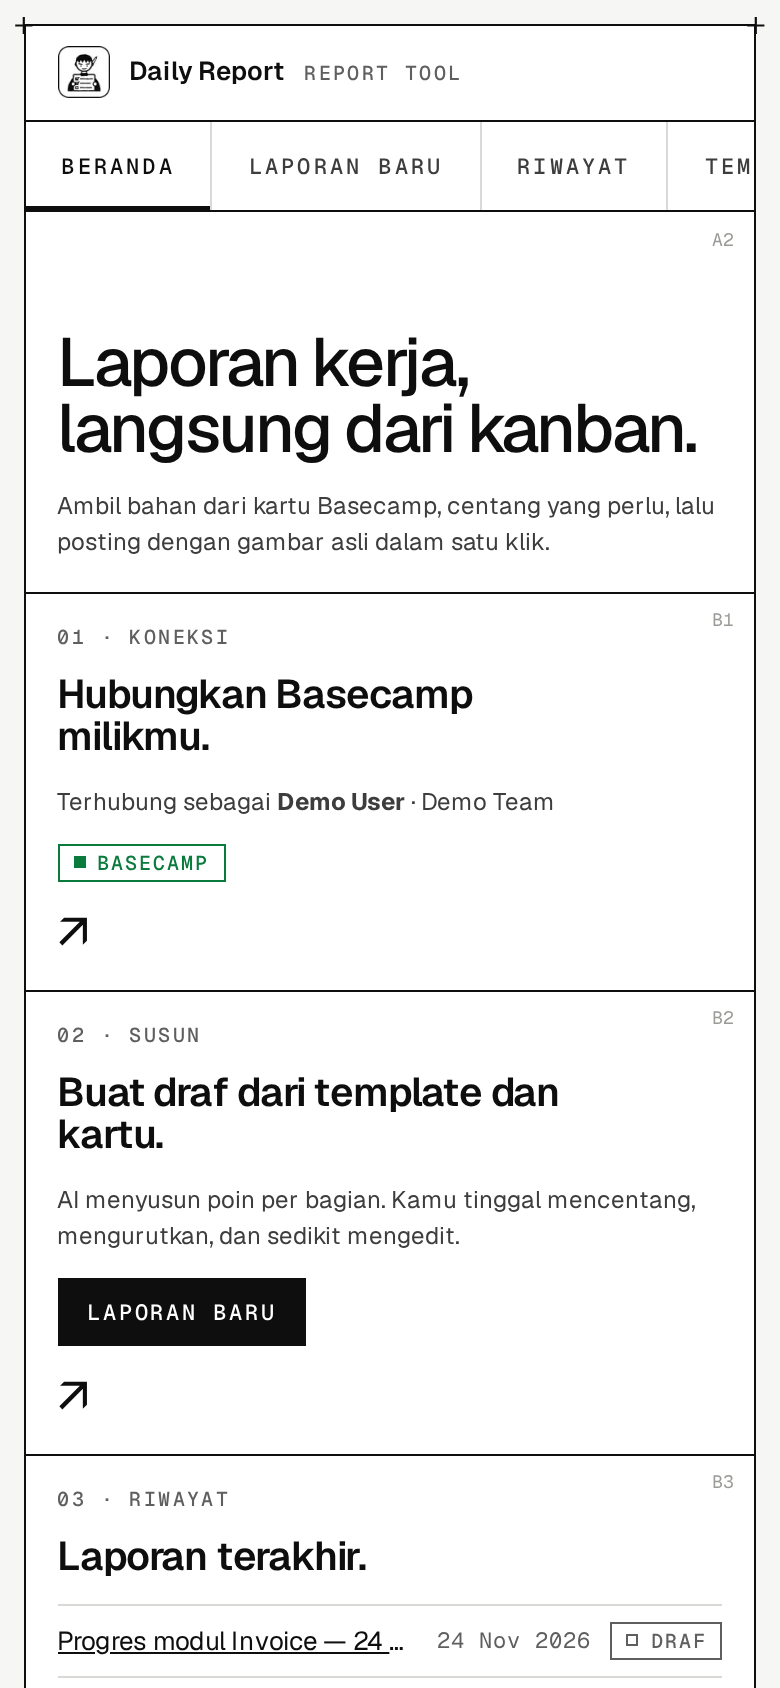 Daily Report REPORT TOOL
BERANDA LAPORAN BARU RIWAYAT TEM
A2
Laporan kerja,
langsung dari kanban.
Ambil bahan dari kartu Basecamp, centang yang perlu, lalu
posting dengan gambar asli dalam satu klik.
B1
01 · KONEKSI
Hubungkan Basecamp
milikmu.
Terhubung sebagai Demo User · Demo Team
BASECAMP
B2
02 · SUSUN
Buat draf dari template dan
kartu.
AI menyusun poin per bagian. Kamu tinggal mencentang,
mengurutkan, dan sedikit mengedit.
LAPORAN BARU
B3
03 · RIWAYAT
Laporan terakhir.
Progres modul Invoice — 24 ... 24 Nov 2026 DRAF